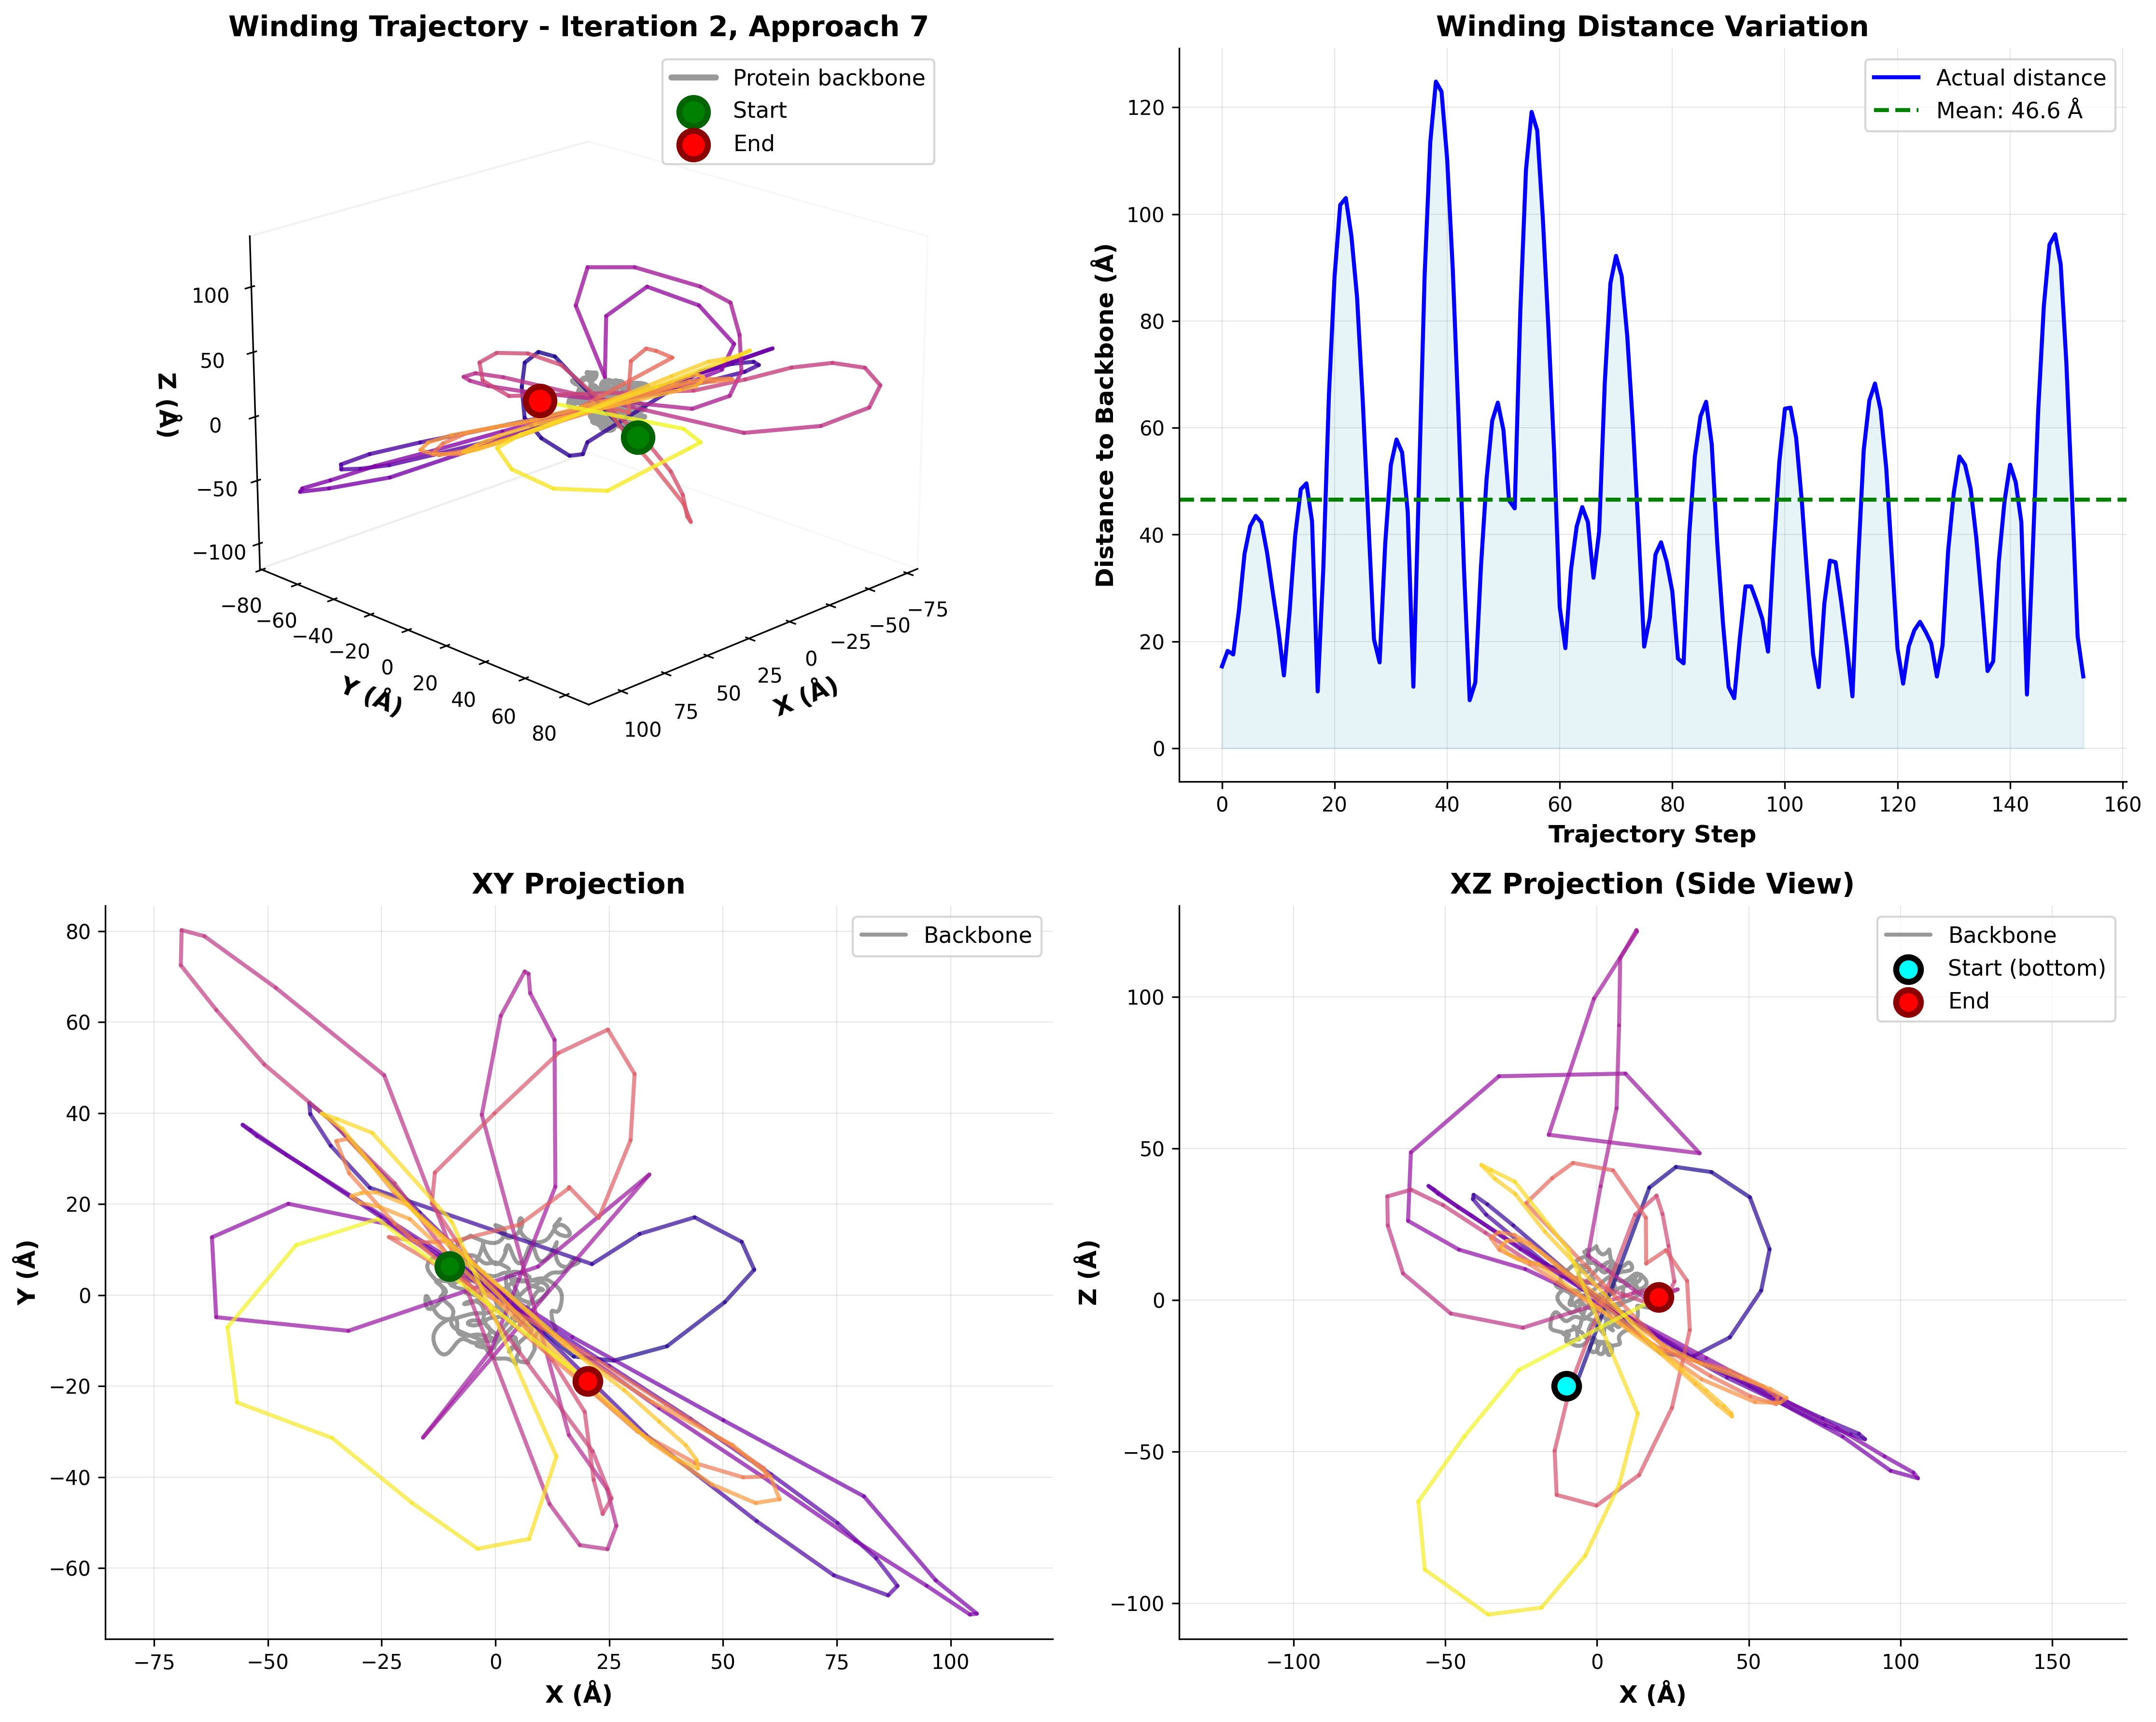 Winding Trajectory - Iteration 2, Approach 7
Protein backbone
Start
End
100
50
0
−50
−100
Z (Å)
−80
−60
−40
−20
0
20
40
60
80
Y (Å)
100
75
50
25
0
−25
−50
−75
X (Å)
Winding Distance Variation
Actual distance
Mean: 46.6 Å
120
100
80
60
40
20
0
Distance to Backbone (Å)
0 20 40 60 80 100 120 140 160
Trajectory Step
XY Projection
Backbone
80
60
40
20
0
−20
−40
−60
Y (Å)
−75 −50 −25 0 25 50 75 100
X (Å)
XZ Projection (Side View)
Backbone
Start (bottom)
End
100
50
0
−50
−100
Z (Å)
−100 −50 0 50 100 150
X (Å)